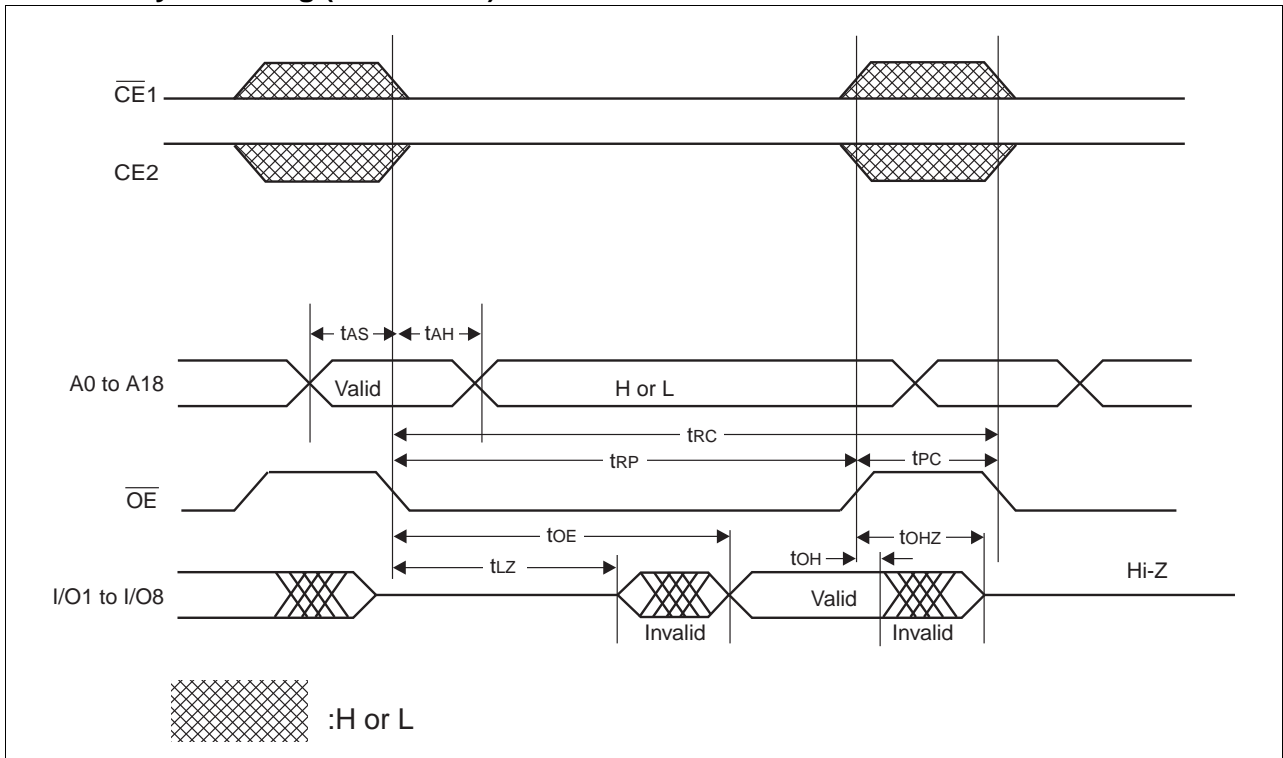 CE1
CE2
tAS
tAH
A0 to A18
Valid
H or L
tRC
tRP
tPC
OE
tOE
tOHZ
tLZ
tOH
Hi-Z
I/O1 to I/O8
Valid
Invalid
Invalid
:H or L